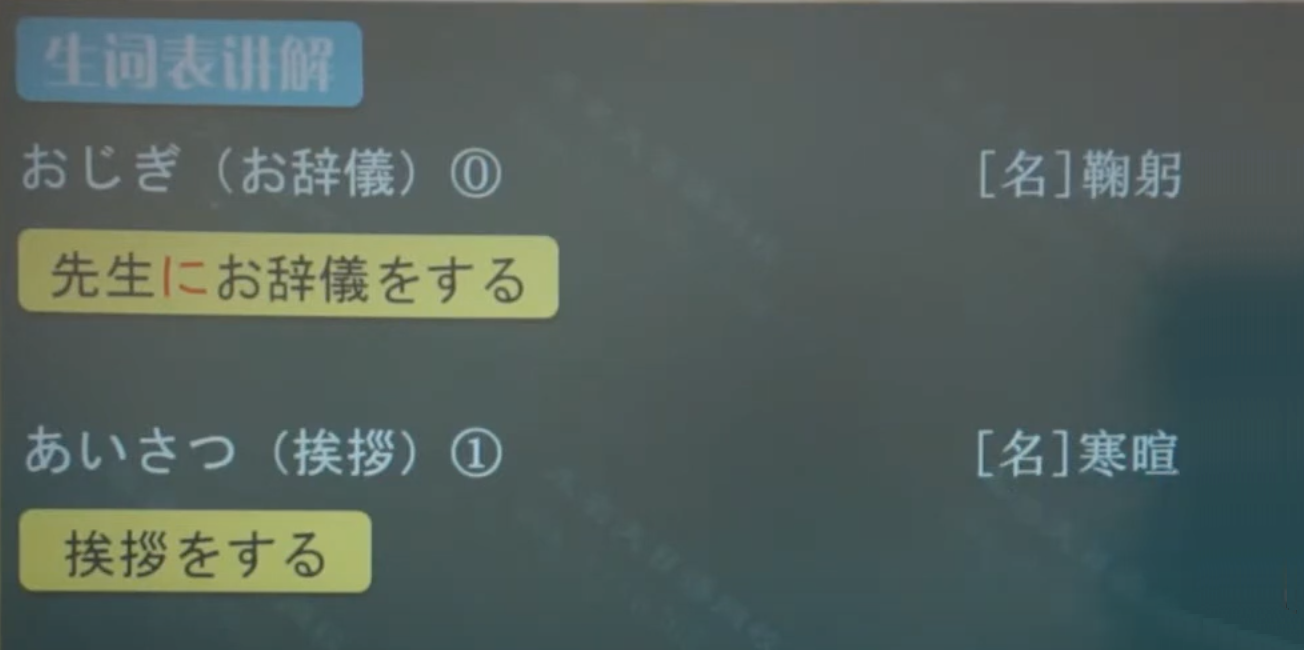 生词表讲解
おじぎ（お辞儀）⓪ [名]鞠躬
先生にお辞儀をする
あいさつ（挨拶）① [名]寒暄
挨拶をする